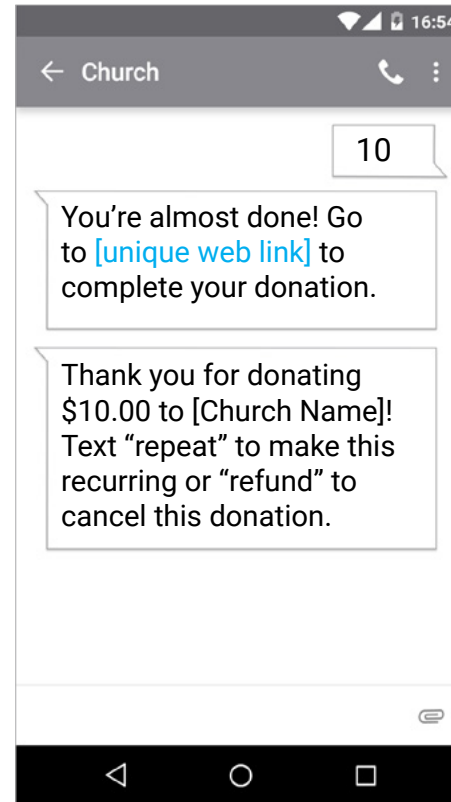 16:54
Church
10
You’re almost done! Go
to [unique web link] to
complete your donation.
Thank you for donating
$10.00 to [Church Name]!
Text “repeat” to make this
recurring or “refund” to
cancel this donation.